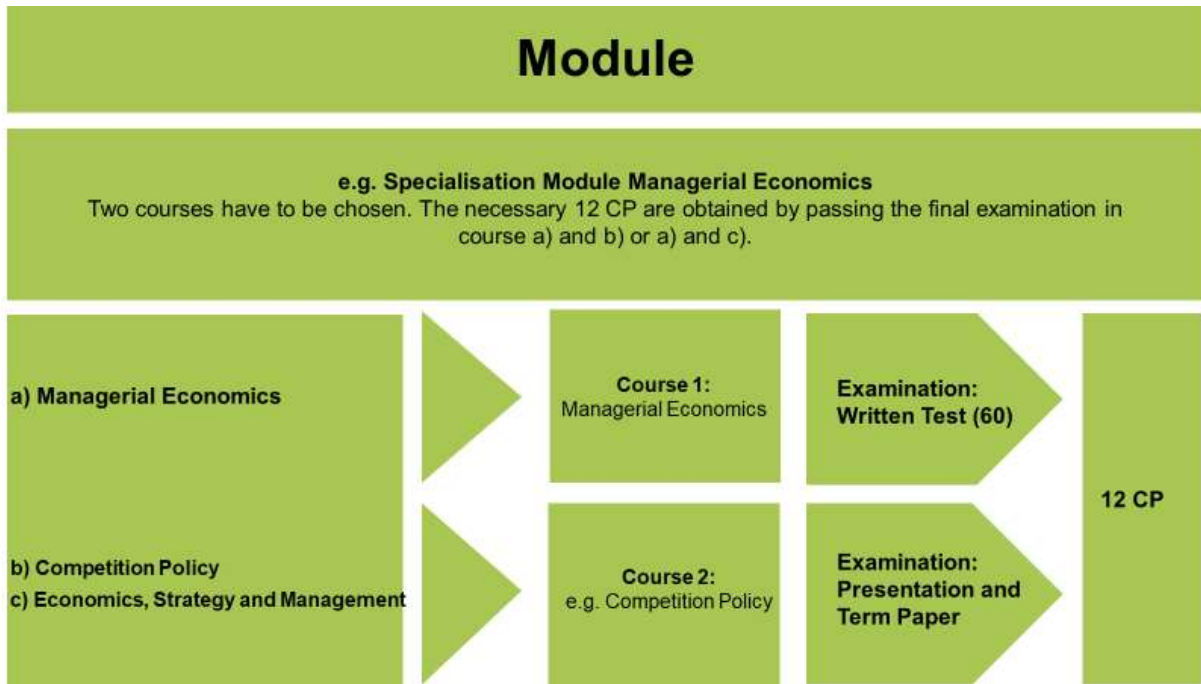 Module
e.g. Specialisation Module Managerial Economics
Two courses have to be chosen. The necessary 12 CP are obtained by passing the final examination in
course a) and b) or a) and c).
a) Managerial Economics
Course 1:
Managerial Economics
Examination:
Written Test (60)
b) Competition Policy
c) Economics, Strategy and Management
Course 2:
e.g. Competition Policy
Examination:
Presentation and
Term Paper
12 CP